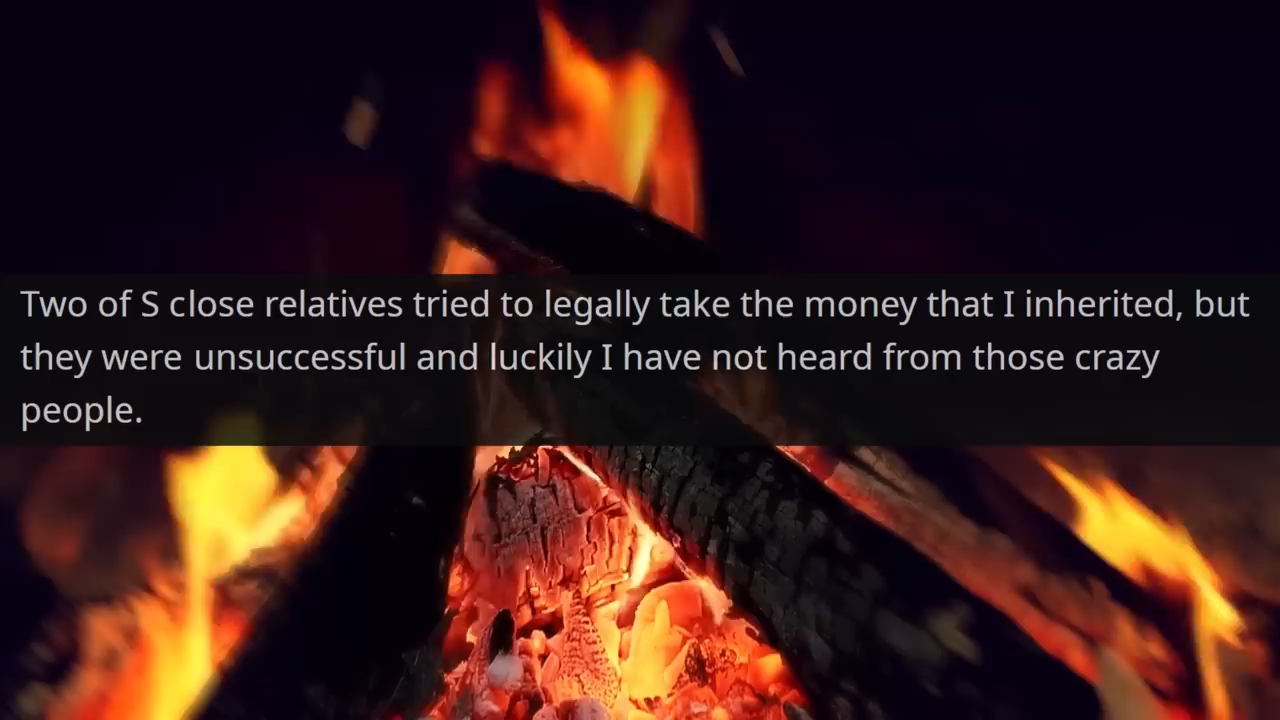 Two of S close relatives tried to legally take the money that I inherited, but
they were unsuccessful and luckily I have not heard from those crazy
people.